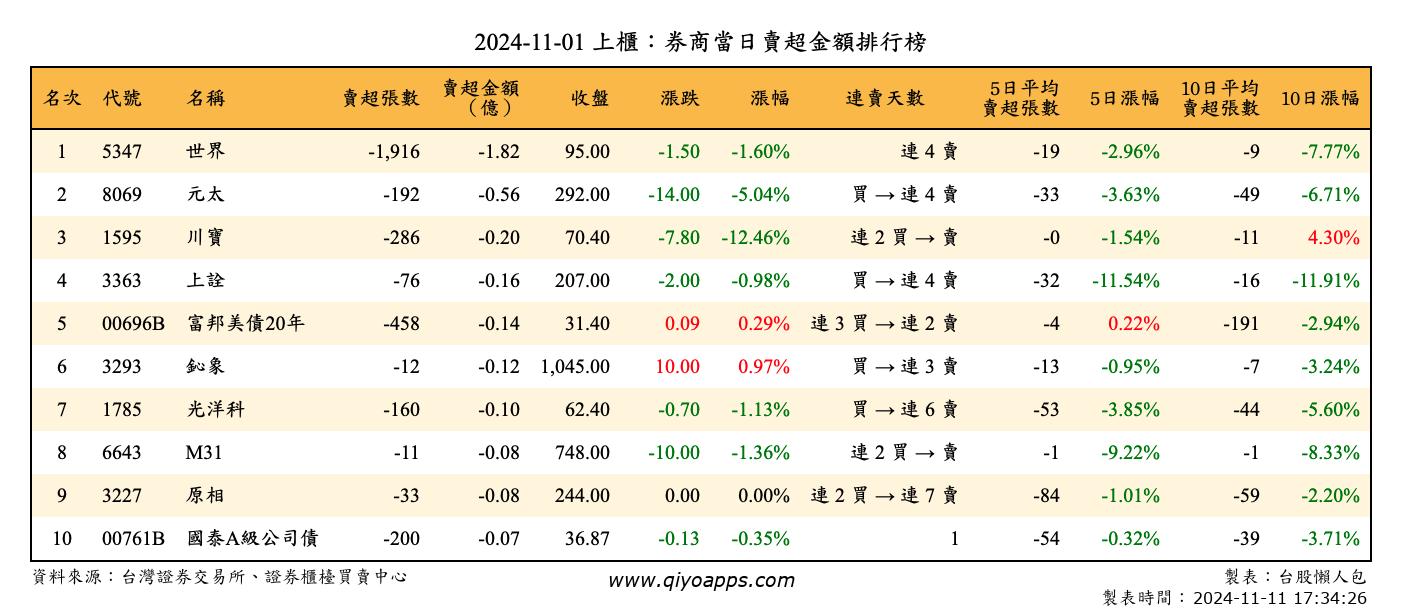 2024-11-01 上櫃：券商當日賣超金額排行榜
名次 代號 名稱 賣超張數 賣超金額（億） 收盤 漲跌 漲幅 連賣天數 5日平均賣超張數 5日漲幅 10日平均賣超張數 10日漲幅
1 5347 世界 -1,916 -1.82 95.00 -1.50 -1.60% 連 4 賣 -19 -2.96% -9 -7.77%
2 8069 元太 -192 -0.56 292.00 -14.00 -5.04% 買 → 連 4 賣 -33 -3.63% -49 -6.71%
3 1595 川寶 -286 -0.20 70.40 -7.80 -12.46% 連 2 買 → 賣 -0 -1.54% -11 4.30%
4 3363 上詮 -76 -0.16 207.00 -2.00 -0.98% 買 → 連 4 賣 -32 -11.54% -16 -11.91%
5 00696B 富邦美債20年 -458 -0.14 31.40 0.09 0.29% 連 3 買 → 連 2 賣 -4 0.22% -191 -2.94%
6 3293 鈊象 -12 -0.12 1,045.00 10.00 0.97% 買 → 連 3 賣 -13 -0.95% -7 -3.24%
7 1785 光洋科 -160 -0.10 62.40 -0.70 -1.13% 買 → 連 6 賣 -53 -3.85% -44 -5.60%
8 6643 M31 -11 -0.08 748.00 -10.00 -1.36% 連 2 買 → 賣 -1 -9.22% -1 -8.33%
9 3227 原相 -33 -0.08 244.00 0.00 0.00% 連 2 買 → 連 7 賣 -84 -1.01% -59 -2.20%
10 00761B 國泰A級公司債 -200 -0.07 36.87 -0.13 -0.35% 1 -54 -0.32% -39 -3.71%
資料來源：台灣證券交易所、證券櫃檯買賣中心 www.qiyoapps.com 製表：台股懶人包
製表時間：2024-11-11 17:34:26